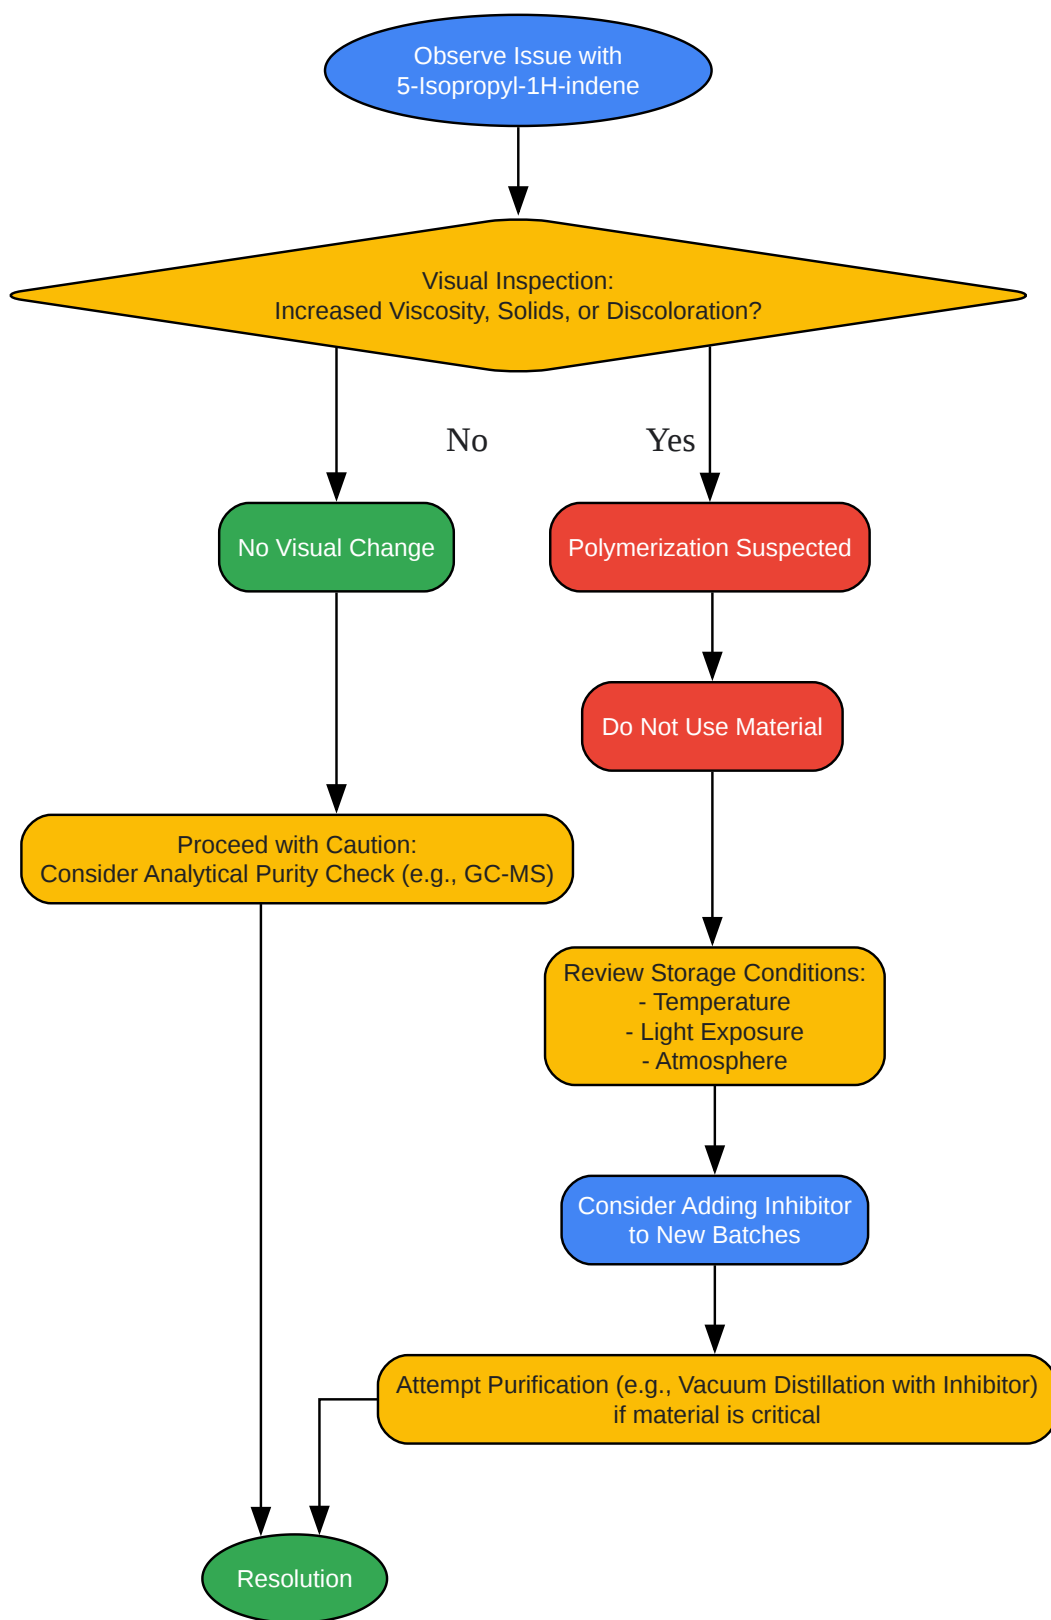 Observe Issue with
5-Isopropyl-1H-indene
Visual Inspection:
Increased Viscosity, Solids, or Discoloration?
No
Yes
No Visual Change
Polymerization Suspected
Do Not Use Material
Proceed with Caution:
Consider Analytical Purity Check (e.g., GC-MS)
Review Storage Conditions:
- Temperature
- Light Exposure
- Atmosphere
Consider Adding Inhibitor
to New Batches
Attempt Purification (e.g., Vacuum Distillation with Inhibitor)
if material is critical
Resolution